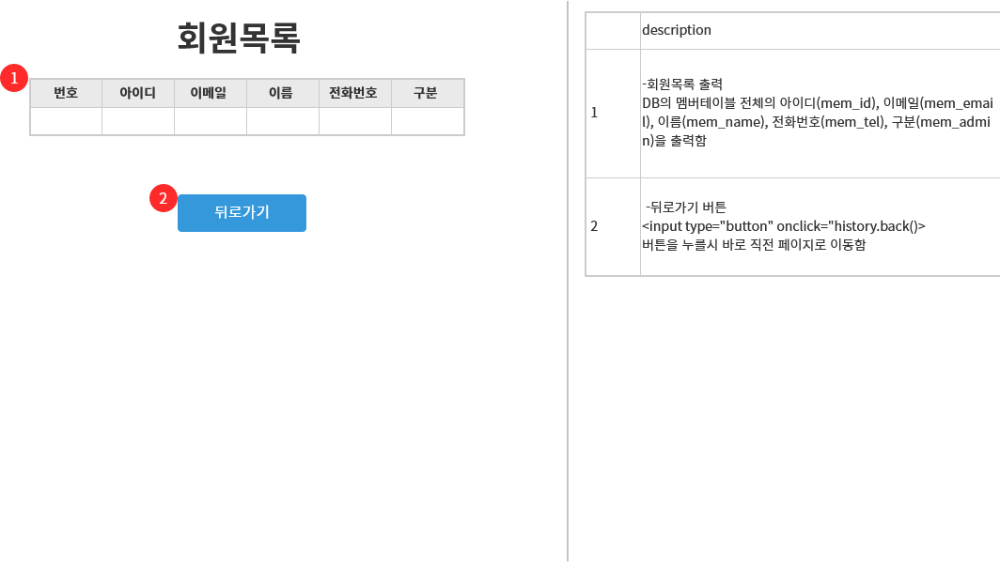 회원목록
1
번호 아이디 이메일 이름 전화번호 구분
2
뒤로가기
description
1
-회원목록 출력
DB의 멤버테이블 전체의 아이디(mem_id), 이메일(mem_emai
l), 이름(mem_name), 전화번호(mem_tel), 구분(mem_admi
n)을 출력함
2
-뒤로가기 버튼
<input type="button" onclick="history.back()>
버튼을 누를시 바로 직전 페이지로 이동함